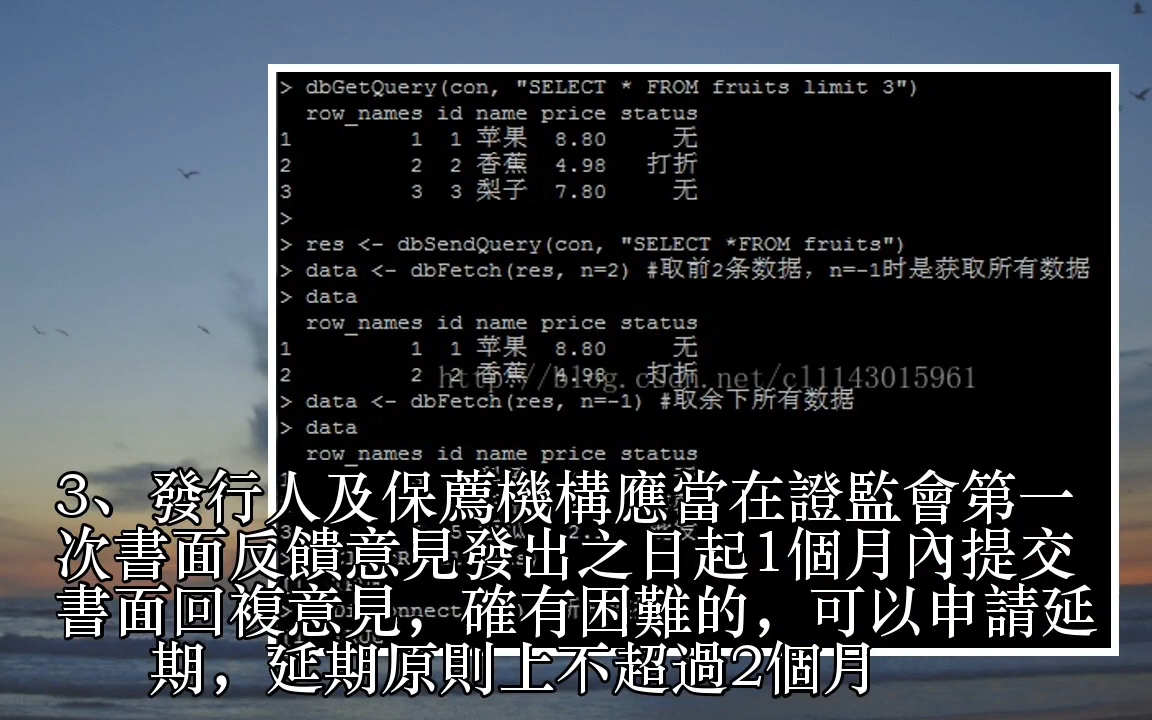 > dbGetQuery(con, "SELECT * FROM fruits limit 3")
row_names id name price status
1 1 1 苹果 8.80 无
2 2 2 香蕉 4.98 打折
3 3 3 梨子 7.80 无
>
> res <- dbSendQuery(con, "SELECT *FROM fruits")
> data <- dbFetch(res, n=2) #取前2条数据，n=-1时是获取所有数据
> data
row_names id name price status
1 1 1 苹果 8.80 无
2 2 2 香蕉 4.98 打折
http://blog.csdn.net/cl1143015961
> data <- dbFetch(res, n=-1) #取余下所有数据
> data
row_names id name price status
3、發行人及保薦機構應當在證監會第一
次書面反饋意見發出之日起1個月內提交
書面回複意見，確有困難的，可以申請延
期，延期原則上不超過2個月